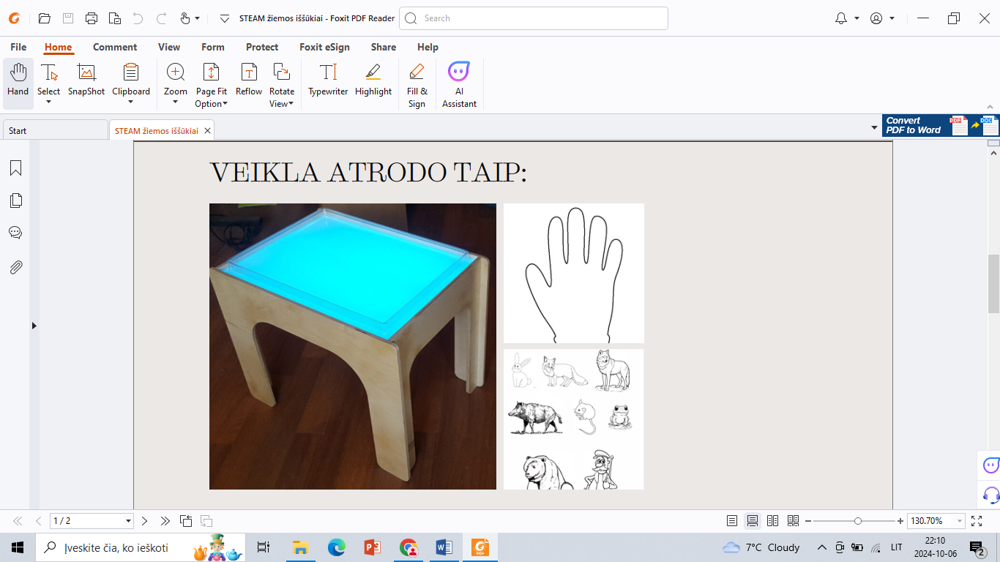 STEAM žiemos iššūkiai - Foxit PDF Reader
Search
File Home Comment View Form Protect Foxit eSign Share Help
Hand Select SnapShot Clipboard Zoom Page Fit Option Reflow Rotate View Typewriter Highlight Fill & Sign AI Assistant
Start
STEAM žiemos iššūkiai
Convert
PDF to Word
PDF
DOC
VEIKLA ATRODO TAIP:
1 / 2
130.70%
Įveskite čia, ko ieškoti
7°C Cloudy
LIT
22:10
2024-10-06
2